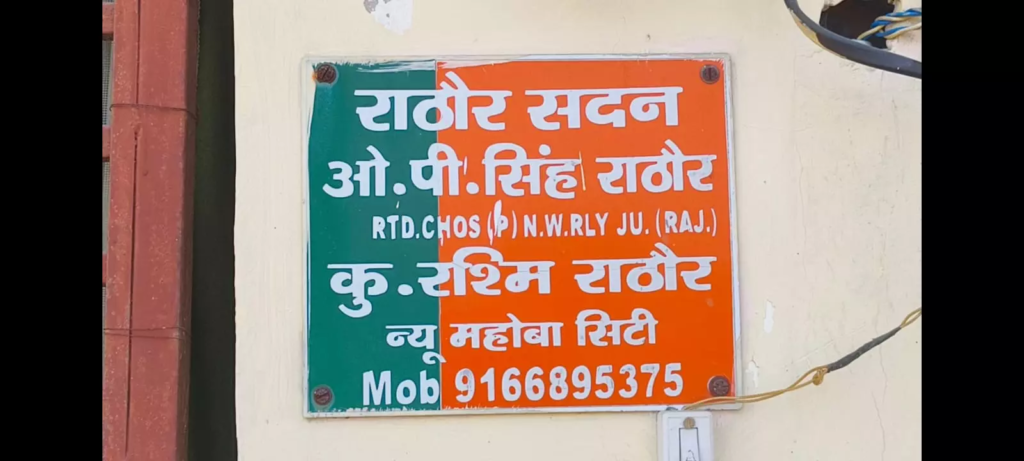 राठौर सदन
ओ.पी.सिंह राठौर
RTD.CHOS (P) N.W.RLY JU. (RAJ.)
कु.रश्मि राठौर
न्यू महोबा सिटी
Mob 9166895375